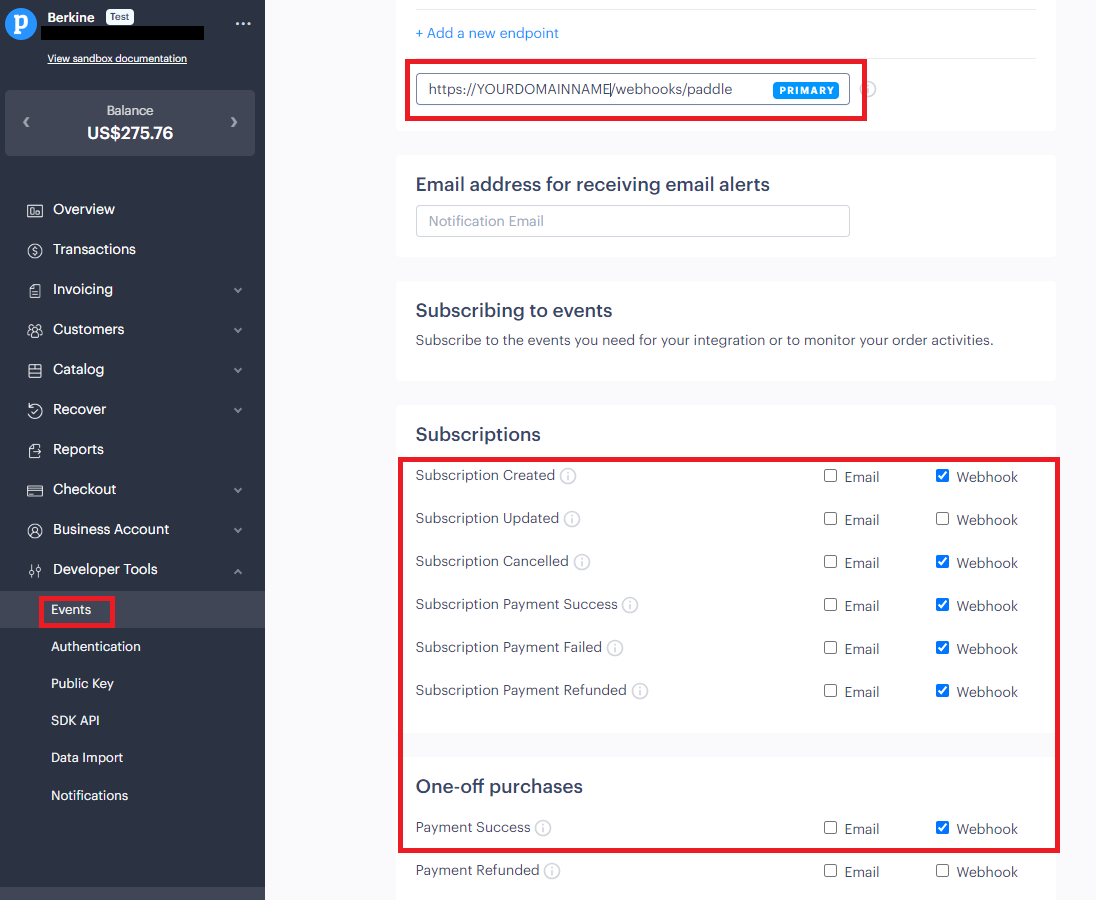 Berkine Test
...
View sandbox documentation
Balance
US$275.76
Overview
Transactions
Invoicing
Customers
Catalog
Recover
Reports
Checkout
Business Account
Developer Tools
Events
Authentication
Public Key
SDK API
Data Import
Notifications
+ Add a new endpoint
https://YOURDOMAINNAME/webhooks/paddle PRIMARY
Email address for receiving email alerts
Notification Email
Subscribing to events
Subscribe to the events you need for your integration or to monitor your order activities.
Subscriptions
Subscription Created Email Webhook
Subscription Updated Email Webhook
Subscription Cancelled Email Webhook
Subscription Payment Success Email Webhook
Subscription Payment Failed Email Webhook
Subscription Payment Refunded Email Webhook
One-off purchases
Payment Success Email Webhook
Payment Refunded Email Webhook